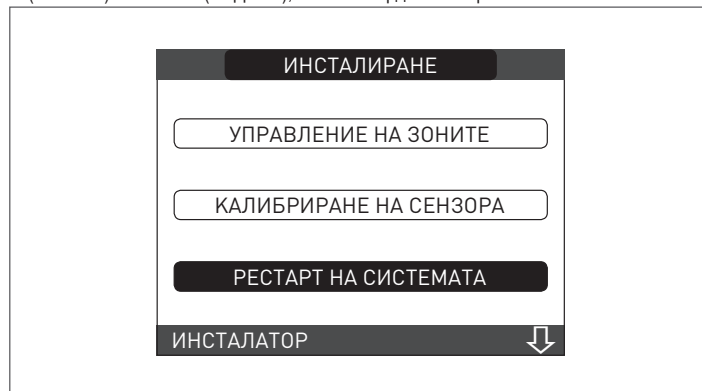 ИНСТАЛИРАНЕ
УПРАВЛЕНИЕ НА ЗОНИТЕ
КАЛИБРИРАНЕ НА СЕНЗОРА
РЕСТАРТ НА СИСТЕМАТА
ИНСТАЛАТОР